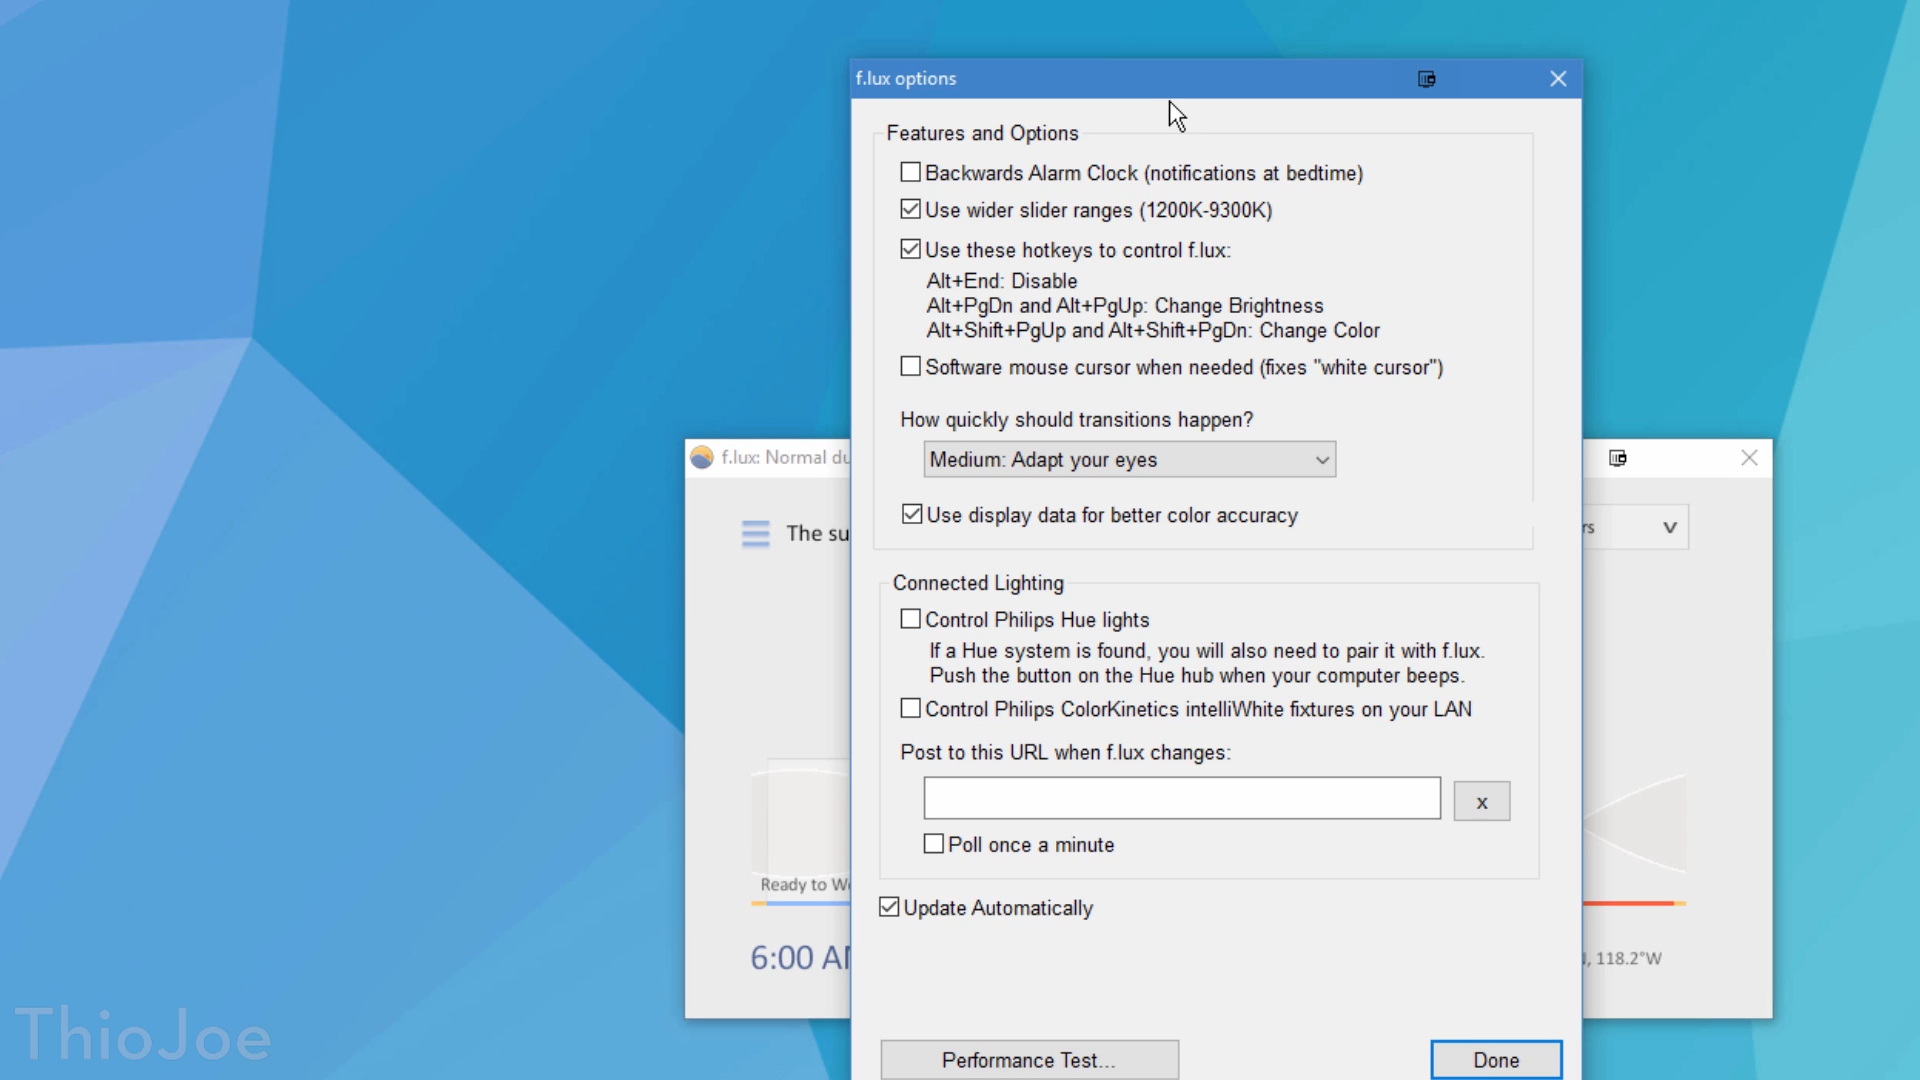 f.lux options
Features and Options
Backwards Alarm Clock (notifications at bedtime)
Use wider slider ranges (1200K-9300K)
Use these hotkeys to control f.lux:
Alt+End: Disable
Alt+PgDn and Alt+PgUp: Change Brightness
Alt+Shift+PgUp and Alt+Shift+PgDn: Change Color
Software mouse cursor when needed (fixes "white cursor")
How quickly should transitions happen?
Medium: Adapt your eyes
Use display data for better color accuracy
Connected Lighting
Control Philips Hue lights
If a Hue system is found, you will also need to pair it with f.lux.
Push the button on the Hue hub when your computer beeps.
Control Philips ColorKinetics intelliWhite fixtures on your LAN
Post to this URL when f.lux changes:
x
Poll once a minute
Update Automatically
Performance Test...
Done
f.lux: Normal
The
Ready to
6:00
118.2°W
ThioJoe